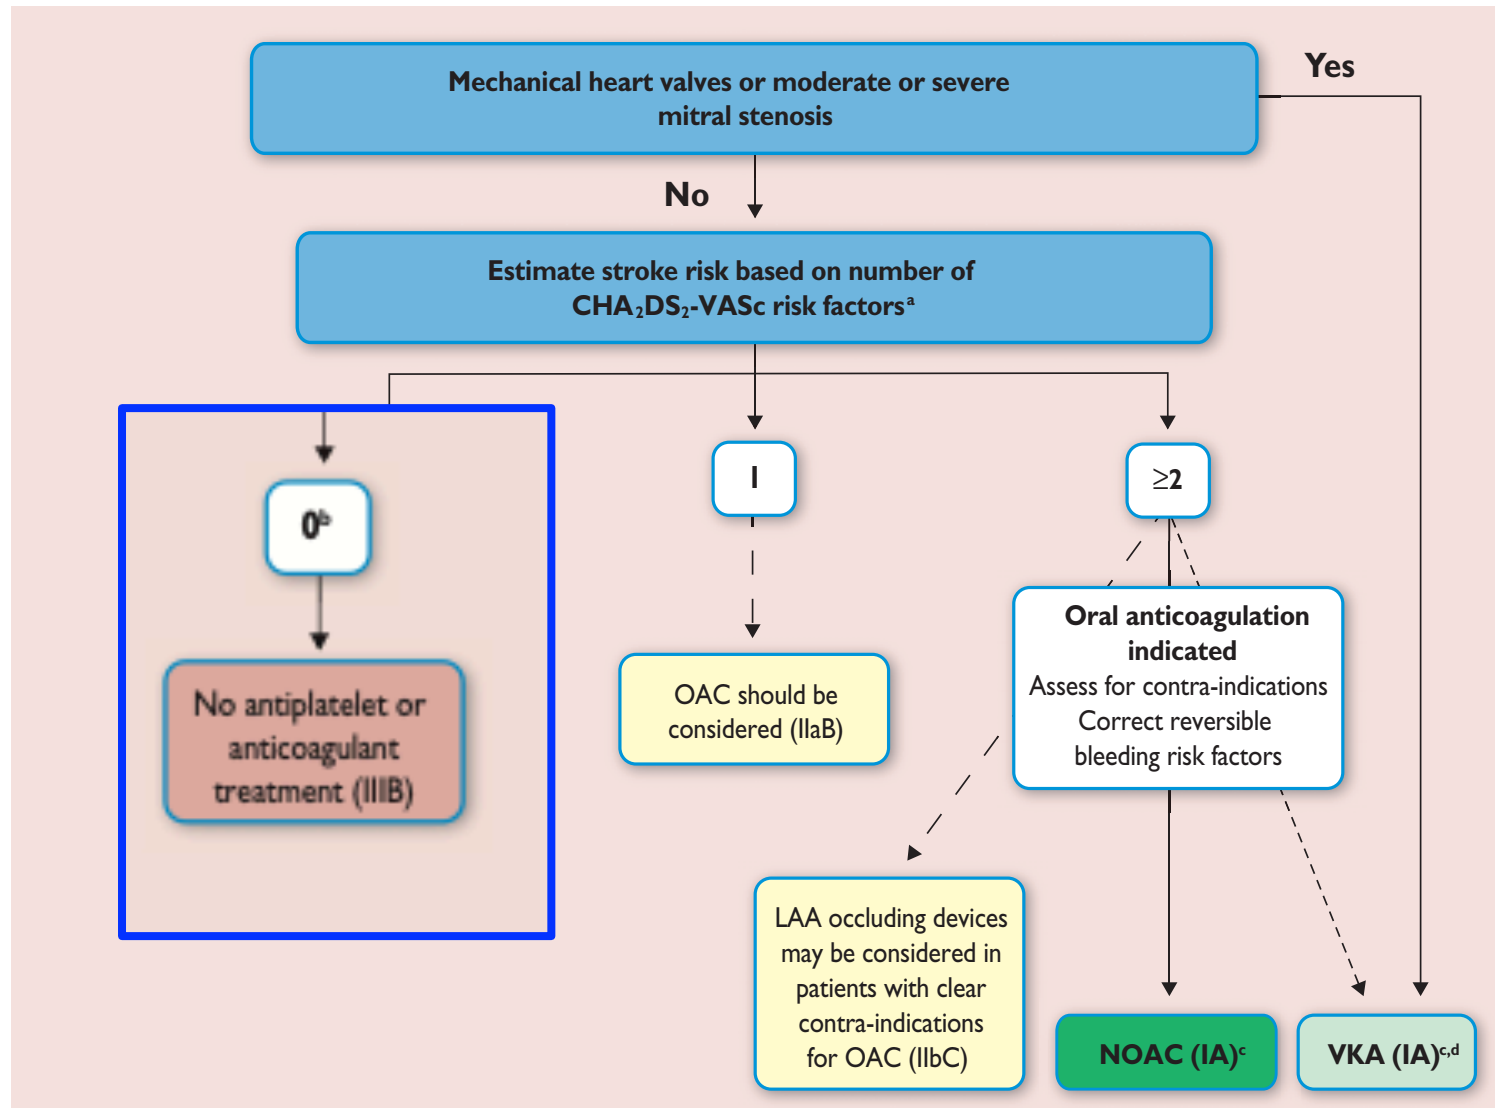 Mechanical heart valves or moderate or severe
mitral stenosis
Yes
No
Estimate stroke risk based on number of
CHA₂DS₂-VASc risk factorsᵃ
0ᵇ
I
≥2
No antiplatelet or
anticoagulant
treatment (IIIB)
OAC should be
considered (IIaB)
Oral anticoagulation
indicated
Assess for contra-indications
Correct reversible
bleeding risk factors
LAA occluding devices
may be considered in
patients with clear
contra-indications
for OAC (IIbC)
NOAC (IA)ᶜ
VKA (IA)ᶜ,ᵈ